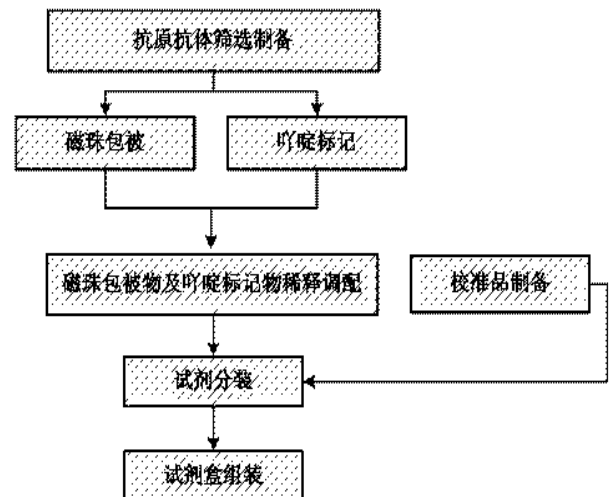 抗原抗体筛选制备
磁珠包被
吖啶标记
磁珠包被物及吖啶标记物稀释调配
校准品制备
试剂分装
试剂盒组装